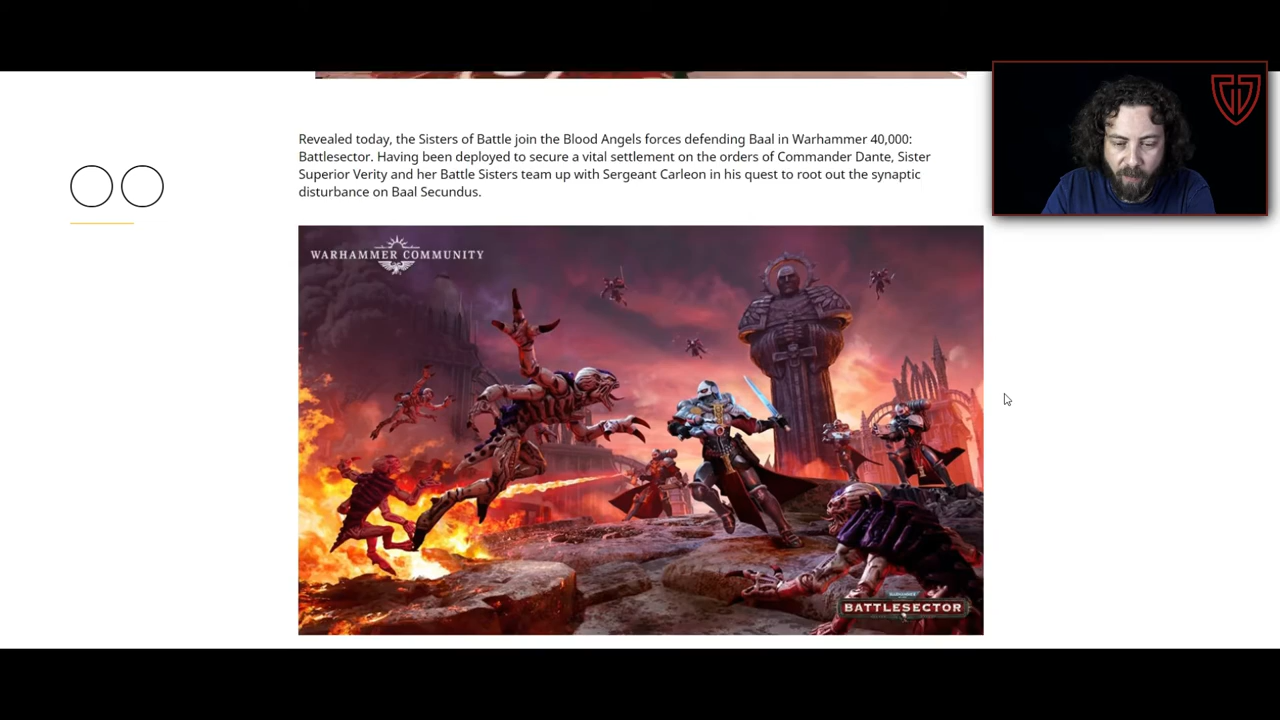 Revealed today, the Sisters of Battle join the Blood Angels forces defending Baal in Warhammer 40,000:
Battlesector. Having been deployed to secure a vital settlement on the orders of Commander Dante, Sister
Superior Verity and her Battle Sisters team up with Sergeant Carleon in his quest to root out the synaptic
disturbance on Baal Secundus.
WARHAMMER COMMUNITY
BATTLESECTOR